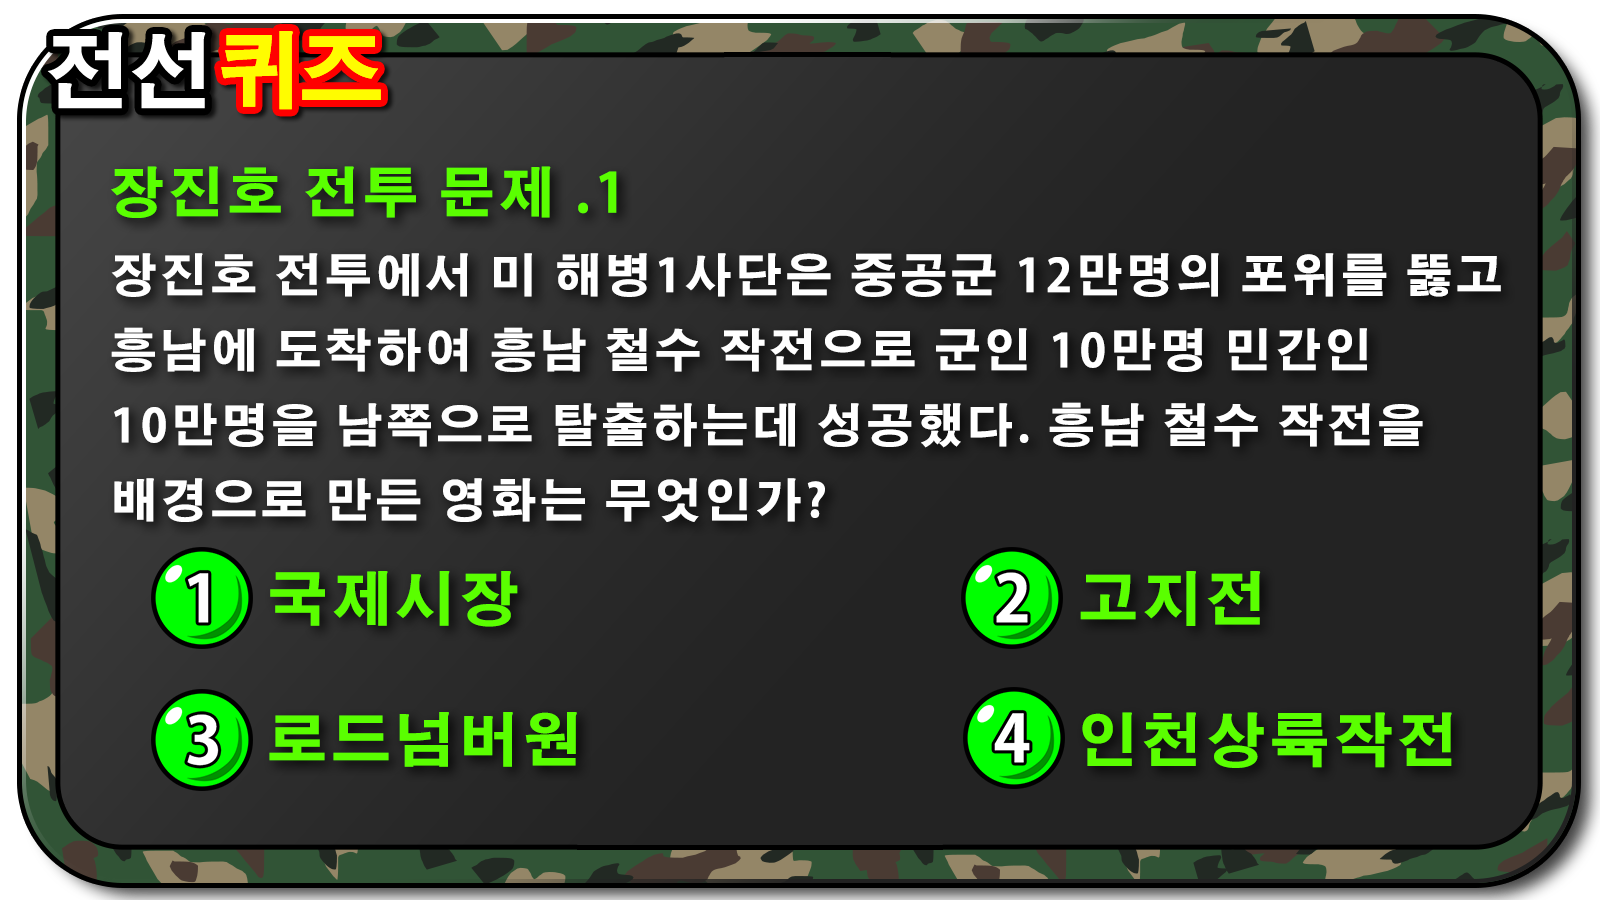 전선퀴즈
장진호 전투 문제 .1
장진호 전투에서 미 해병1사단은 중공군 12만명의 포위를 뚫고
흥남에 도착하여 흥남 철수 작전으로 군인 10만명 민간인
10만명을 남쪽으로 탈출하는데 성공했다. 흥남 철수 작전을
배경으로 만든 영화는 무엇인가?
1 국제시장
2 고지전
3 로드넘버원
4 인천상륙작전